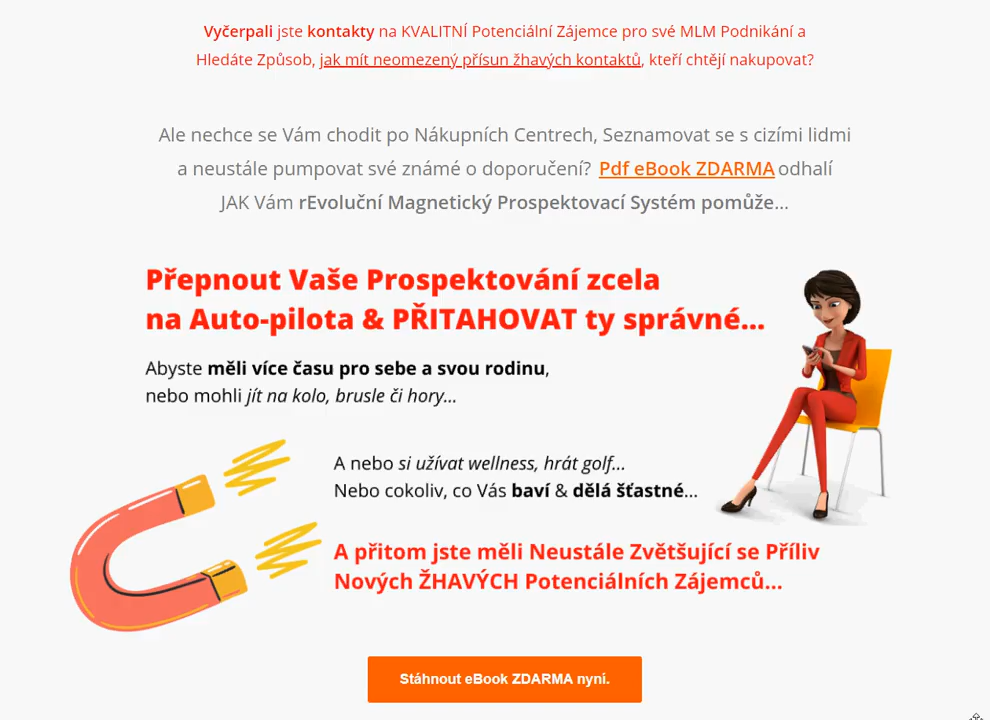 Vyčerpali jste kontakty na KVALITNÍ Potenciální Zájemce pro své MLM Podnikání a
Hledáte Způsob, jak mít neomezený přísun žhavých kontaktů, kteří chtějí nakupovat?
Ale nechce se Vám chodit po Nákupních Centrech, Seznamovat se s cizími lidmi
a neustále pumpovat své známé o doporučení? Pdf eBook ZDARMA odhalí
JAK Vám rEvoluční Magnetický Prospektovací Systém pomůže...
Přepnout Vaše Prospektování zcela
na Auto-pilota & PŘITAHOVAT ty správné...
Abyste měli více času pro sebe a svou rodinu,
nebo mohli jít na kolo, brusle či hory...
A nebo si užívat wellness, hrát golf...
Nebo cokoliv, co Vás baví & dělá šťastné...
A přitom jste měli Neustále Zvětšující se Příliv
Nových ŽHAVÝCH Potenciálních Zájemců...
Stáhnout eBook ZDARMA nyní.